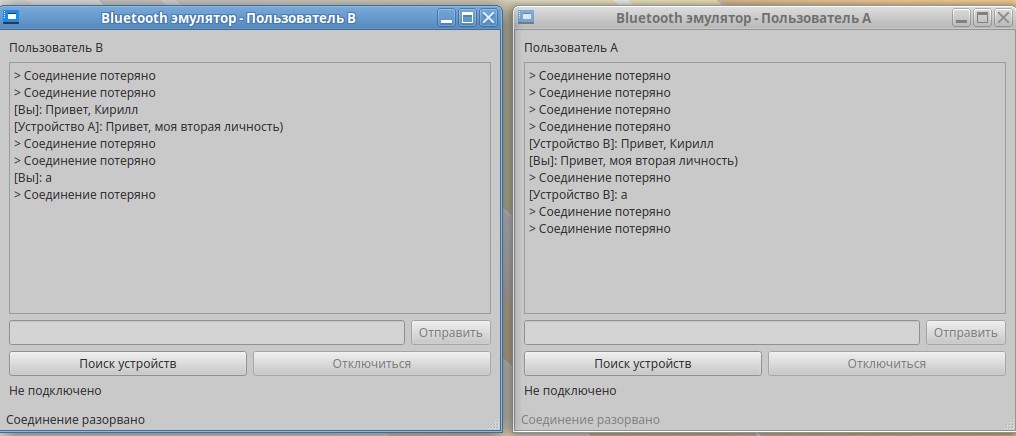 Bluetooth эмулятор - Пользователь B
Пользователь B
> Соединение потеряно
> Соединение потеряно
[Вы]: Привет, Кирилл
[Устройство A]: Привет, моя вторая личность)
> Соединение потеряно
> Соединение потеряно
[Вы]: а
> Соединение потеряно
Отправить
Поиск устройств
Отключиться
Не подключено
Соединение разорвано
Bluetooth эмулятор - Пользователь A
Пользователь A
> Соединение потеряно
> Соединение потеряно
> Соединение потеряно
> Соединение потеряно
[Устройство B]: Привет, Кирилл
[Вы]: Привет, моя вторая личность)
> Соединение потеряно
[Устройство B]: а
> Соединение потеряно
> Соединение потеряно
Отправить
Поиск устройств
Отключиться
Не подключено
Соединение разорвано